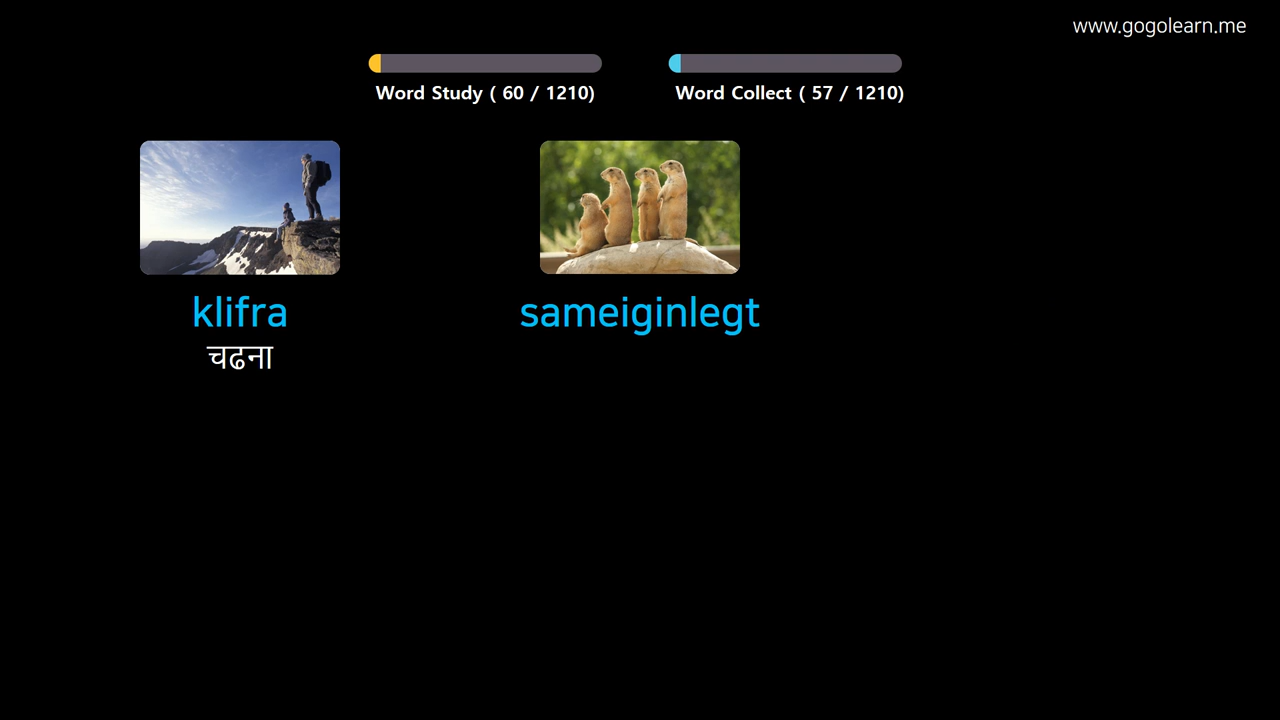 www.gogolearn.me
Word Study ( 60 / 1210)
Word Collect ( 57 / 1210)
klifra
sameiginlegt
चढना